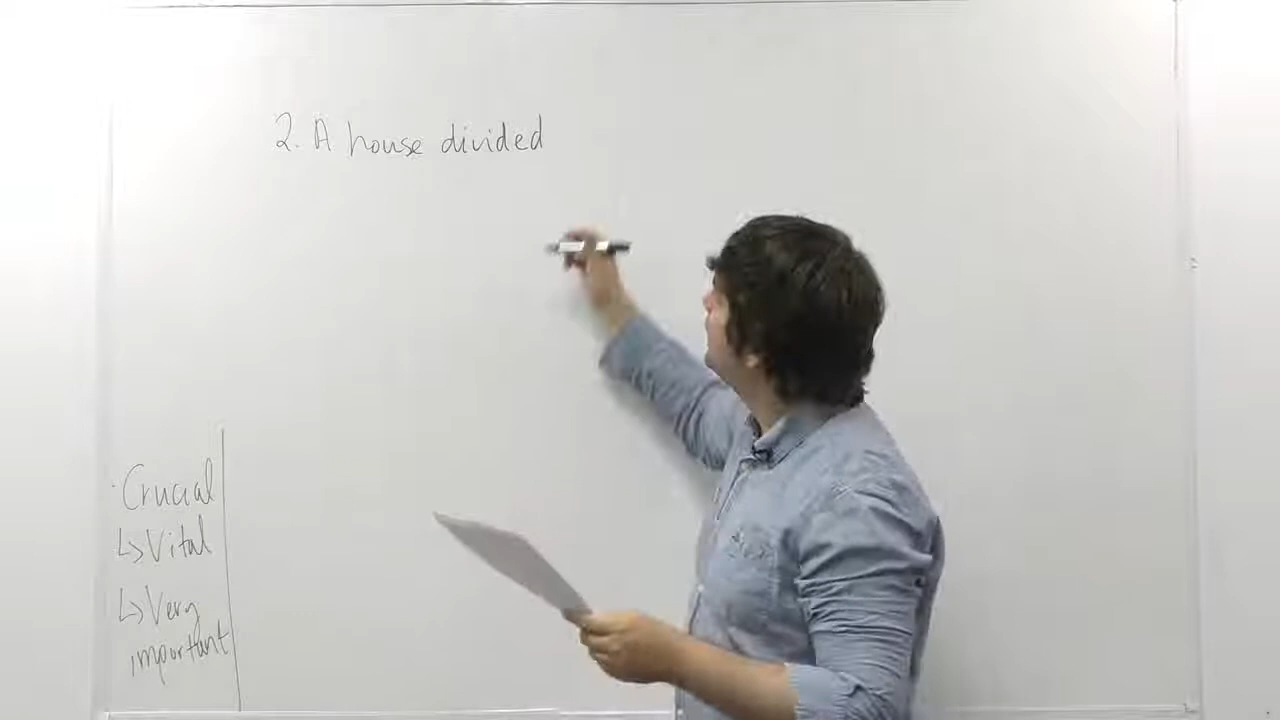 2. A house divided
· Crucial
↳ Vital
↳ Very
important